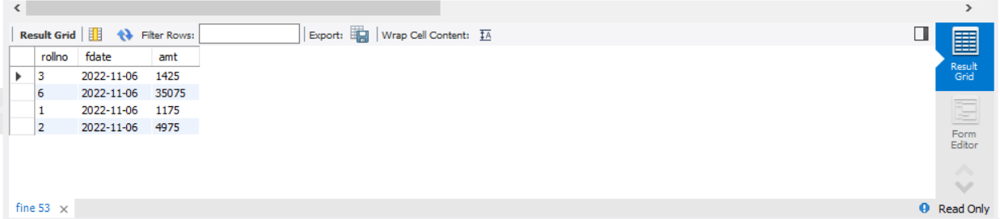 Result Grid Filter Rows: Export: Wrap Cell Content: IA
rollno fdate amt
3 2022-11-06 1425
6 2022-11-06 35075
1 2022-11-06 1175
2 2022-11-06 4975
Result
Grid
Form
Editor
fine 53 × Read Only